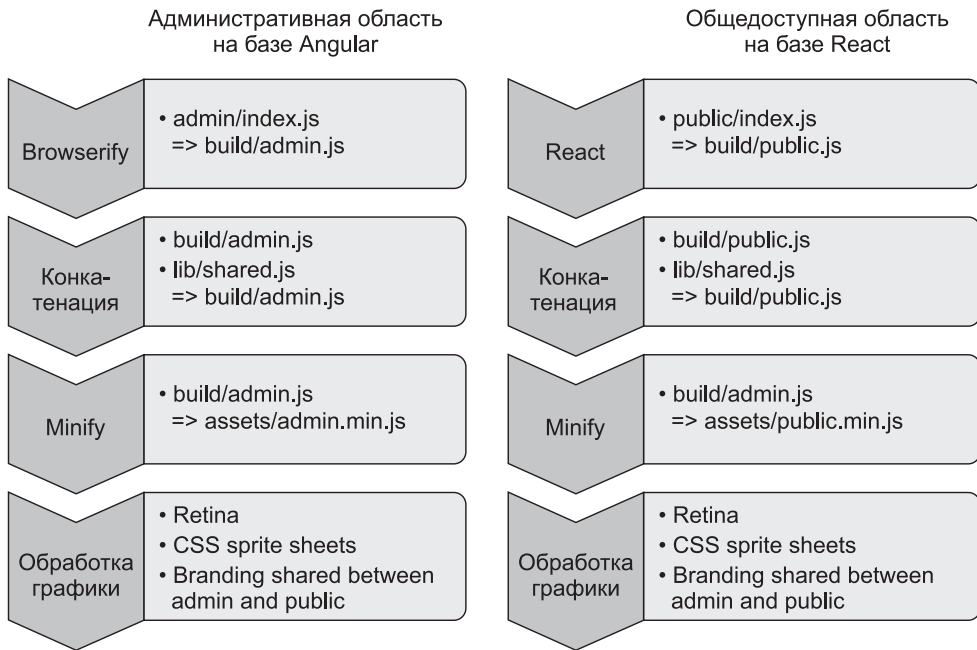 Административная область
на базе Angular
Browserify
• admin/index.js
=> build/admin.js
Конка-
тенация
• build/admin.js
• lib/shared.js
=> build/admin.js
Minify
• build/admin.js
=> assets/admin.min.js
Обработка
графики
• Retina
• CSS sprite sheets
• Branding shared between
admin and public
Общедоступная область
на базе React
React
• public/index.js
=> build/public.js
Конка-
тенация
• build/public.js
• lib/shared.js
=> build/public.js
Minify
• build/admin.js
=> assets/public.min.js
Обработка
графики
• Retina
• CSS sprite sheets
• Branding shared between
admin and public